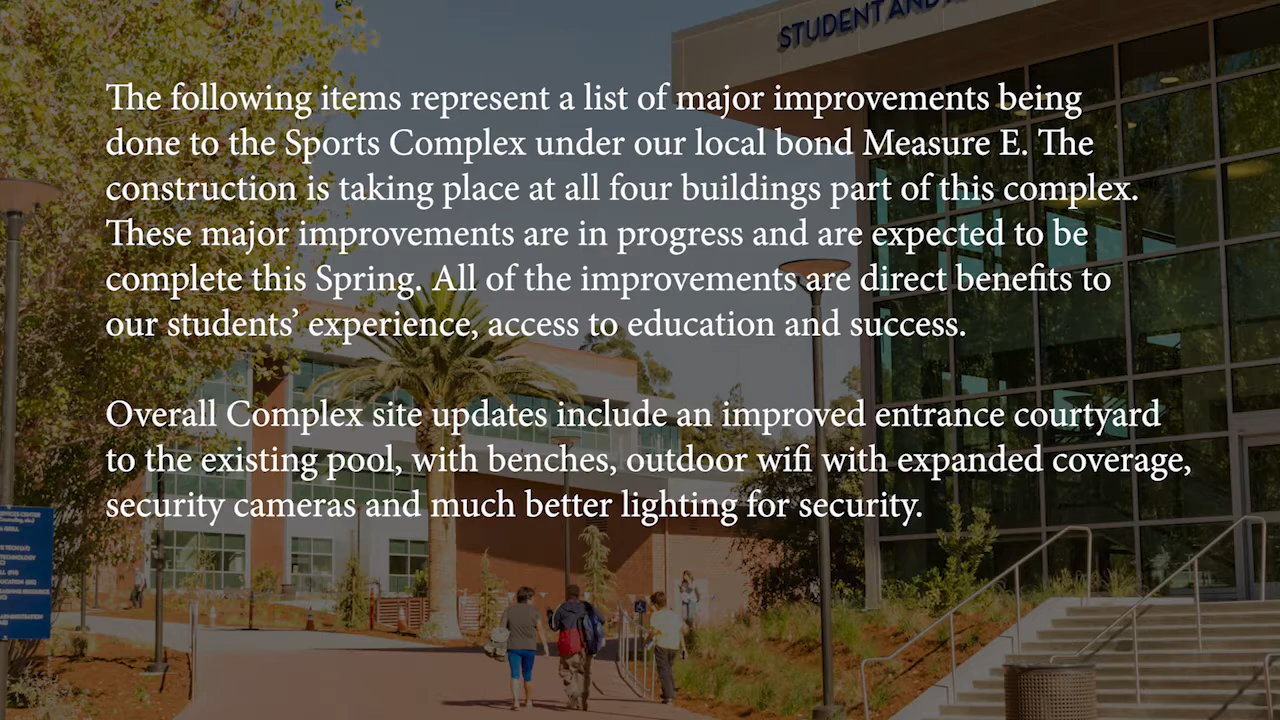 STUDENT AND
The following items represent a list of major improvements being
done to the Sports Complex under our local bond Measure E. The
construction is taking place at all four buildings part of this complex.
These major improvements are in progress and are expected to be
complete this Spring. All of the improvements are direct benefits to
our students’ experience, access to education and success.
Overall Complex site updates include an improved entrance courtyard
to the existing pool, with benches, outdoor wifi with expanded coverage,
security cameras and much better lighting for security.